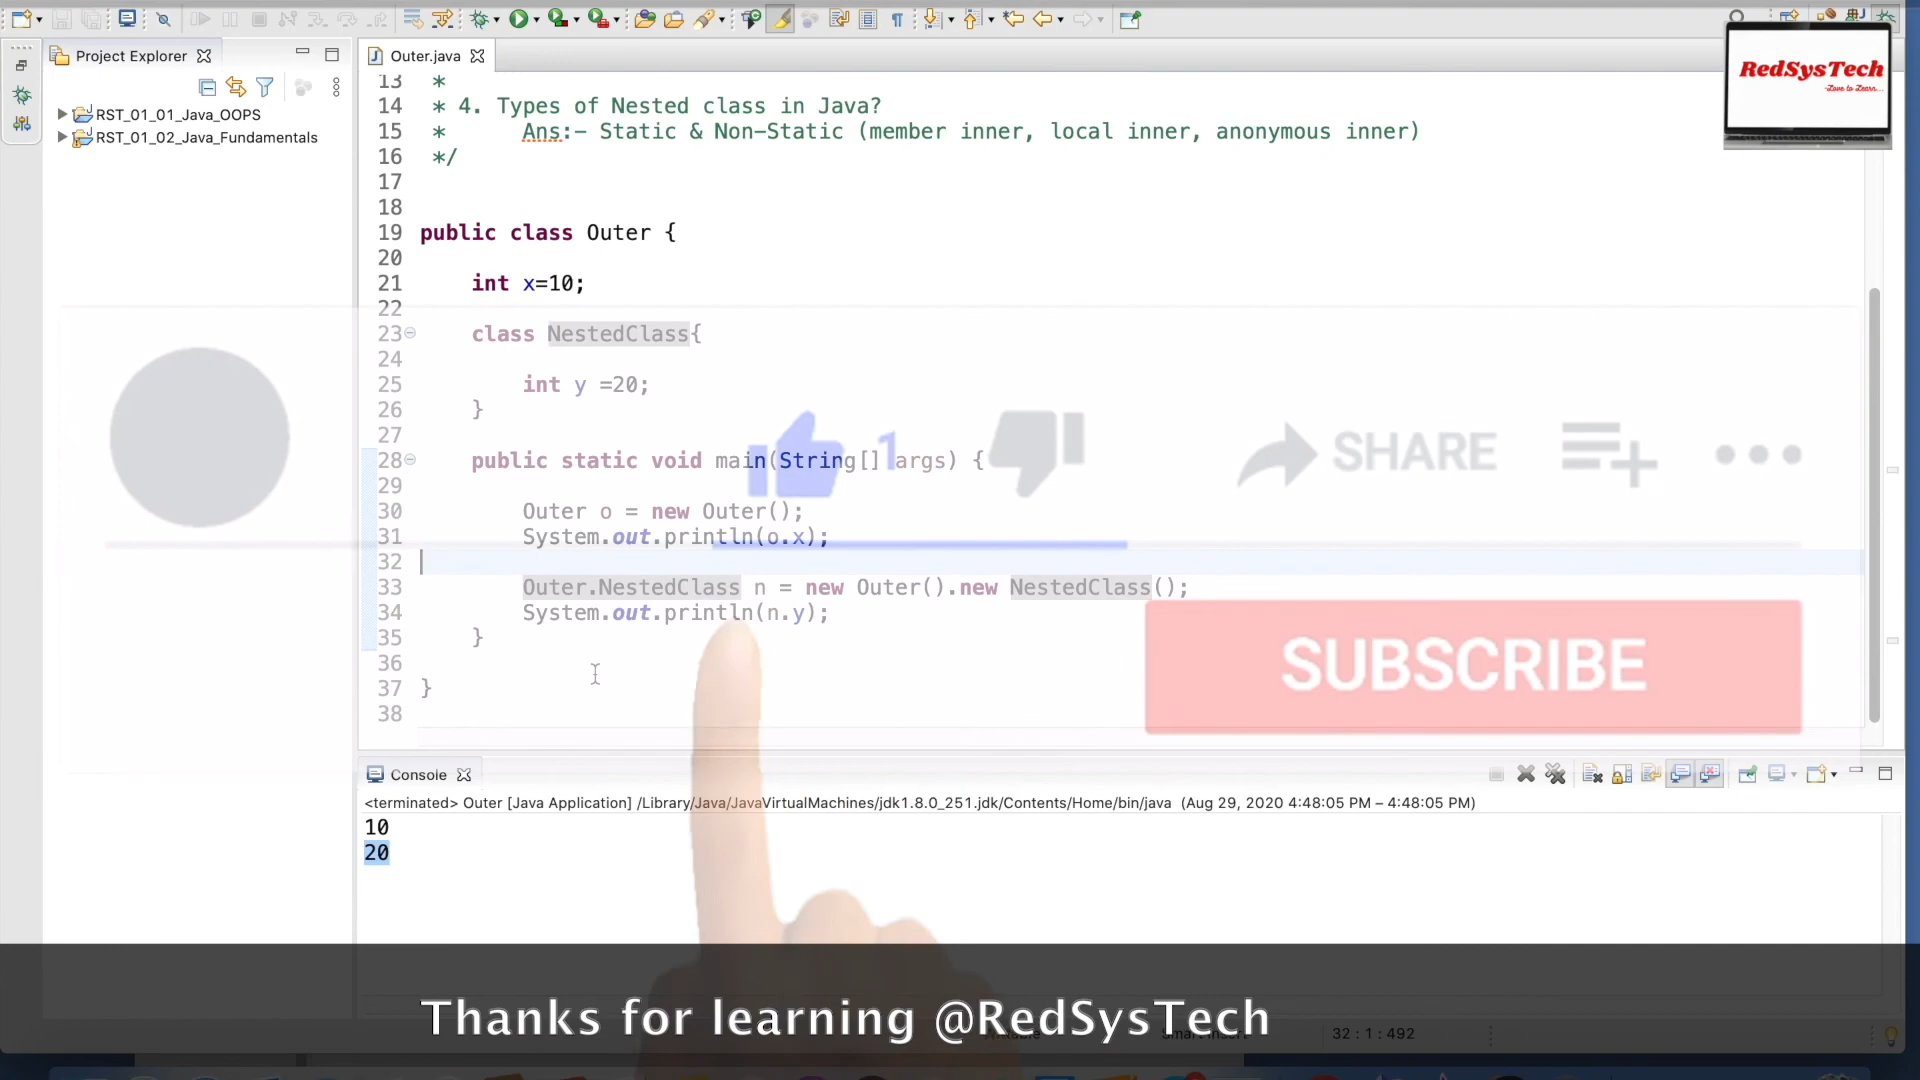 Project Explorer
RST_01_01_Java_OOPS
RST_01_02_Java_Fundamentals
Outer.java
RedSysTech
-Love to Learn...
13 *
14 * 4. Types of Nested class in Java?
15 * Ans:- Static & Non-Static (member inner, local inner, anonymous inner)
16 */
17
18
19 public class Outer {
20
21 int x=10;
22
23 class NestedClass{
24
25 int y =20;
26 }
27
28 public static void main(String[] args) {
29
30 Outer o = new Outer();
31 System.out.println(o.x);
32
33 Outer.NestedClass n = new Outer().new NestedClass();
34 System.out.println(n.y);
35 }
36
37 }
38
1
SHARE
SUBSCRIBE
Console
<terminated> Outer [Java Application] /Library/Java/JavaVirtualMachines/jdk1.8.0_251.jdk/Contents/Home/bin/java (Aug 29, 2020 4:48:05 PM – 4:48:05 PM)
10
20
Thanks for learning @RedSysTech
32 : 1 : 492